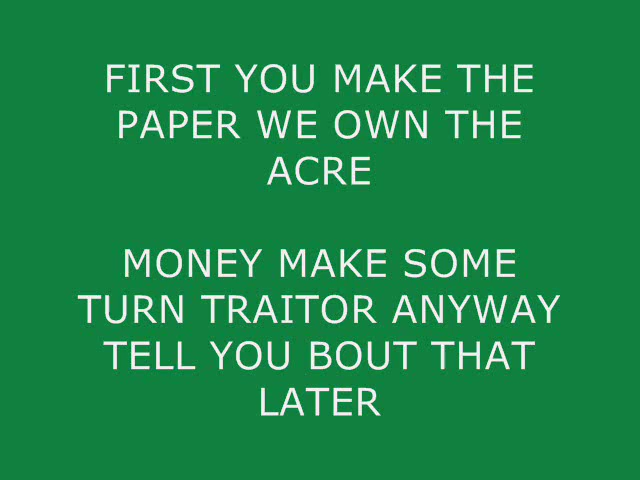 FIRST YOU MAKE THE
PAPER WE OWN THE
ACRE
MONEY MAKE SOME
TURN TRAITOR ANYWAY
TELL YOU BOUT THAT
LATER